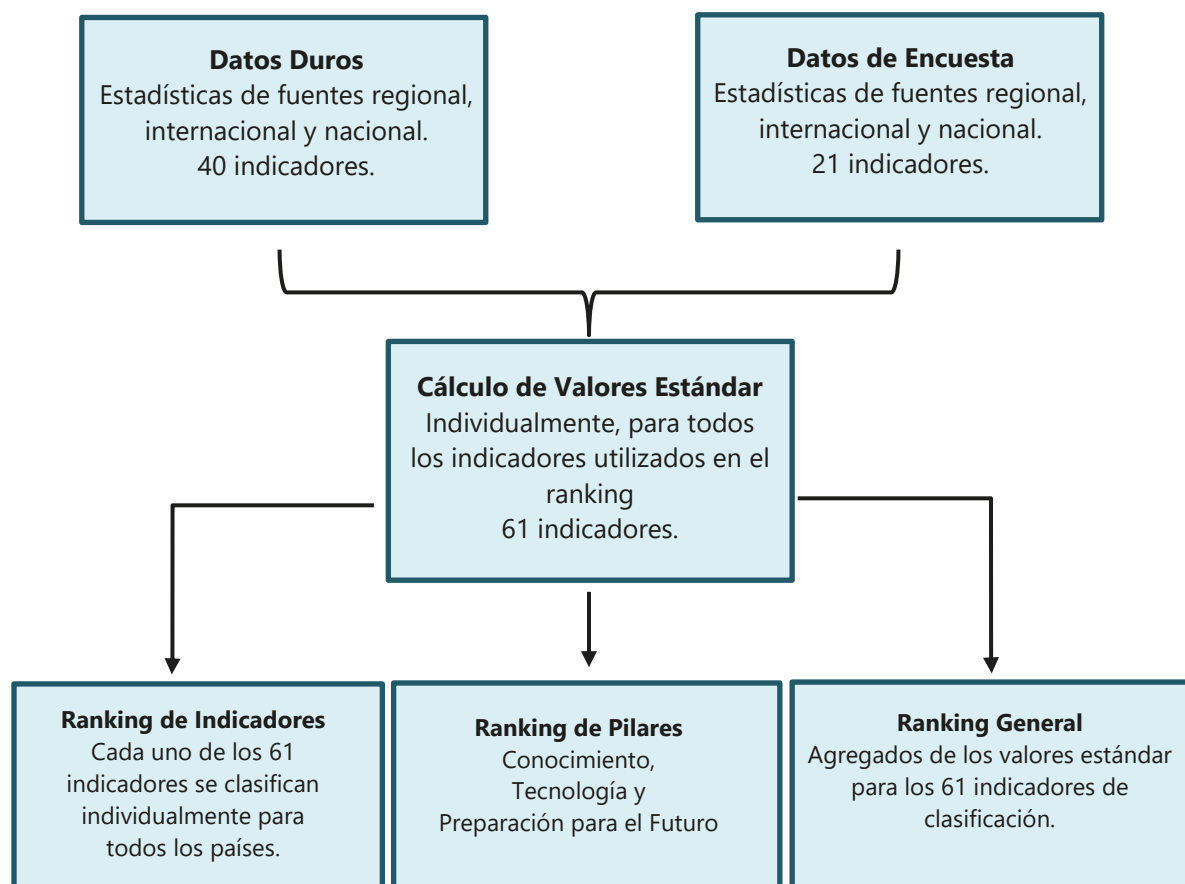 Datos Duros
Estadísticas de fuentes regional,
internacional y nacional.
40 indicadores.
Datos de Encuesta
Estadísticas de fuentes regional,
internacional y nacional.
21 indicadores.
Cálculo de Valores Estándar
Individualmente, para todos
los indicadores utilizados en el
ranking
61 indicadores.
Ranking de Indicadores
Cada uno de los 61
indicadores se clasifican
individualmente para
todos los países.
Ranking de Pilares
Conocimiento,
Tecnología y
Preparación para el Futuro
Ranking General
Agregados de los valores estándar
para los 61 indicadores de
clasificación.